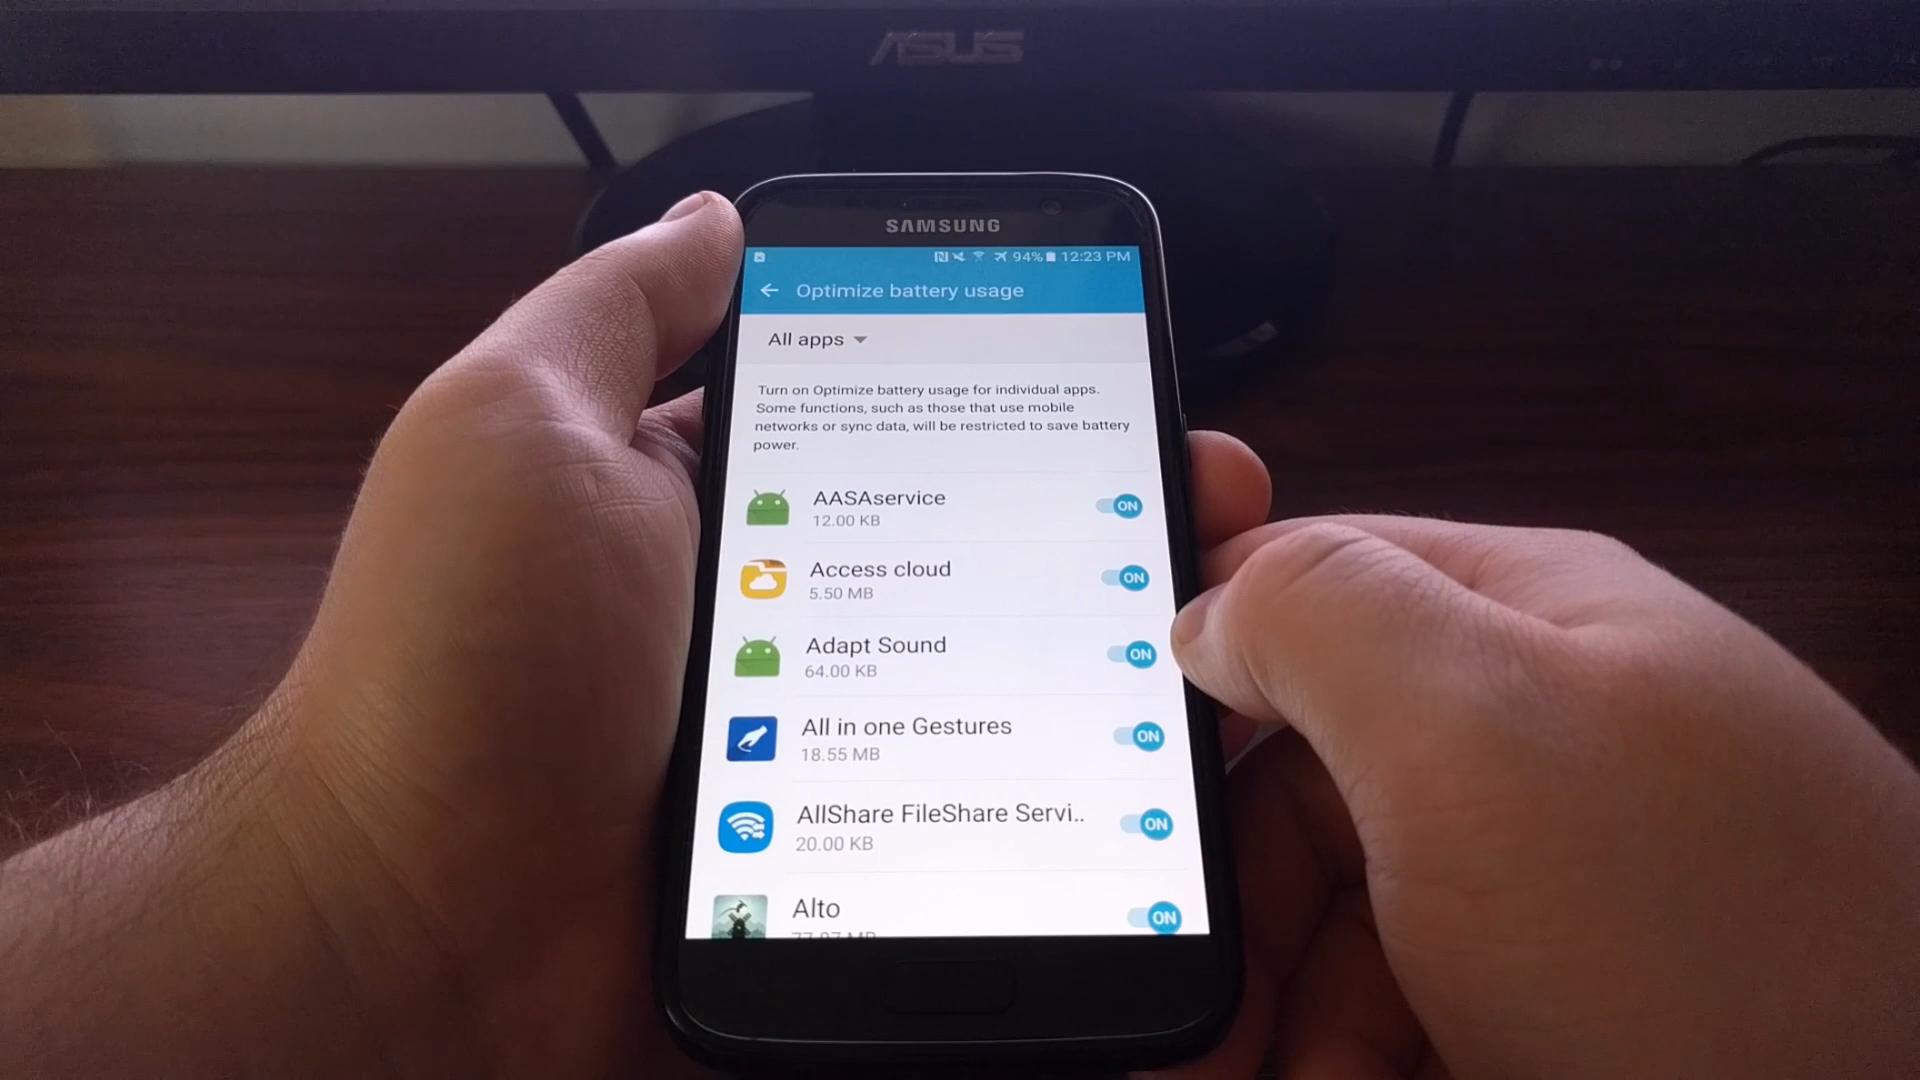 ASUS
SAMSUNG
94% 12:23 PM
Optimize battery usage
All apps
Turn on Optimize battery usage for individual apps.
Some functions, such as those that use mobile
networks or sync data, will be restricted to save battery
power.
AASAservice
ON
12.00 KB
Access cloud
ON
5.50 MB
Adapt Sound
ON
64.00 KB
All in one Gestures
ON
18.55 MB
AllShare FileShare Servi..
ON
20.00 KB
Alto
ON